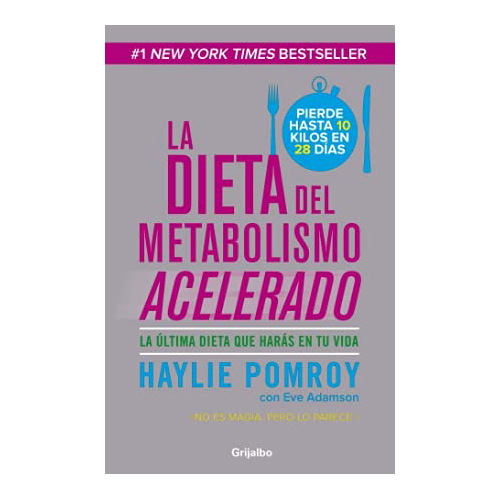 #1 NEW YORK TIMES BESTSELLER
PIERDE
HASTA 10
KILOS EN
28 DÍAS
LA
DIETA DEL
METABOLISMO
ACELERADO
LA ÚLTIMA DIETA QUE HARÁS EN TU VIDA
HAYLIE POMROY
con Eve Adamson
NO ES MAGIA, PERO LO PARECE
Grijalbo